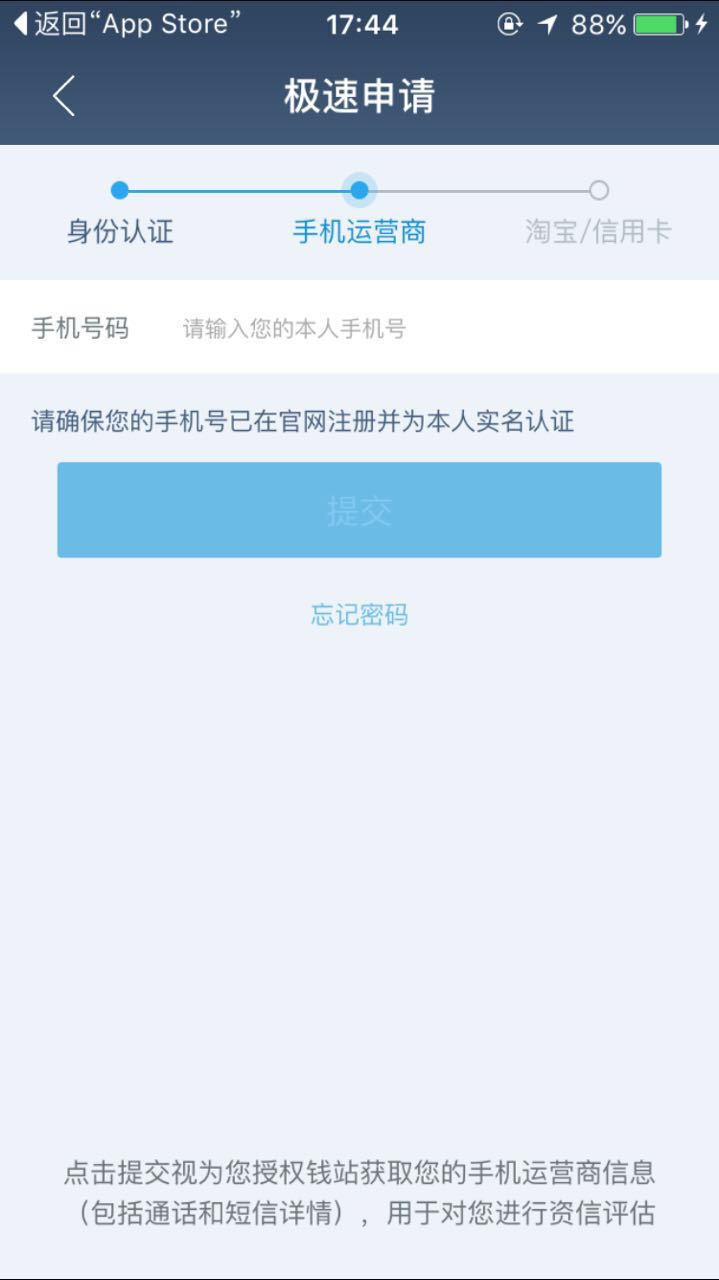 返回“App Store”
17:44
88%
极速申请
身份认证
手机运营商
淘宝/信用卡
手机号码
请输入您的本人手机号
请确保您的手机号已在官网注册并为本人实名认证
提交
忘记密码
点击提交视为您授权钱站获取您的手机运营商信息
（包括通话和短信详情），用于对您进行资信评估